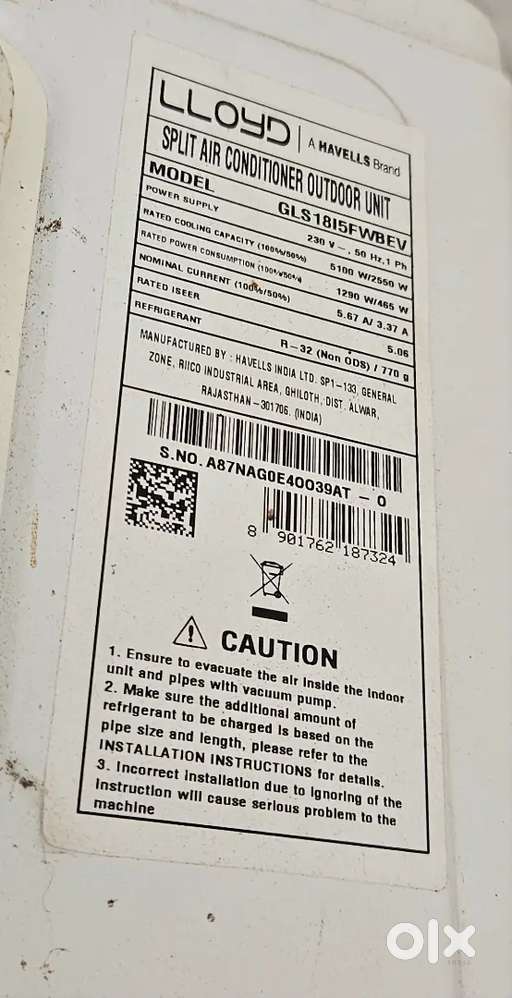 LLOYD | A HAVELLS Brand
SPLIT AIR CONDITIONER OUTDOOR UNIT
MODEL GLS18I5FWBEV
POWER SUPPLY 230 V ~, 50 Hz,1 Ph
RATED COOLING CAPACITY (100%/50%) 5100 W/2550 W
RATED POWER CONSUMPTION (100%/50%) 1290 W/465 W
NOMINAL CURRENT (100%/50%) 5.67 A/ 3.37 A
RATED ISEER 5.06
REFRIGERANT R-32 (Non ODS) / 770 g
MANUFACTURED BY : HAVELLS INDIA LTD. SP1-133, GENERAL
ZONE, RIICO INDUSTRIAL AREA, GHILOTH, DIST. ALWAR,
RAJASTHAN-301706. (INDIA)
S.NO. A87NAG0E40039AT - 0
8 901762 187324
CAUTION
1. Ensure to evacuate the air inside the indoor
unit and pipes with vacuum pump.
2. Make sure the additional amount of
refrigerant to be charged is based on the
pipe size and length, please refer to the
INSTALLATION INSTRUCTIONS for details.
3. Incorrect installation due to ignoring of the
instruction will cause serious problem to the
machine
olx